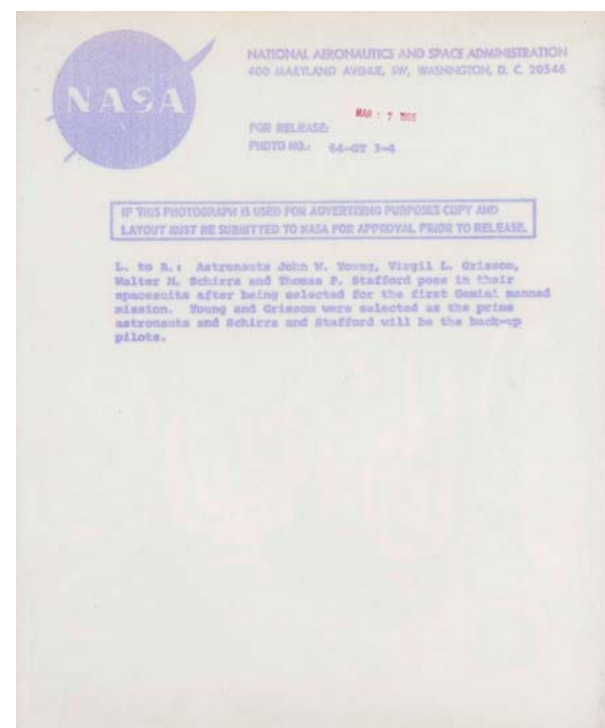 NASA
NATIONAL AERONAUTICS AND SPACE ADMINISTRATION
400 MARYLAND AVENUE, SW, WASHINGTON, D. C. 20546
MAR : 7
FOR RELEASE:
PHOTO NO.: 64-GT 3-4
IF THIS PHOTOGRAPH IS USED FOR ADVERTISING PURPOSES COPY AND
LAYOUT MUST BE SUBMITTED TO NASA FOR APPROVAL PRIOR TO RELEASE.
L. to R.: Astronauts John W. Young, Virgil L. Grissom,
Walter M. Schirra and Thomas P. Stafford pose in their
spacesuits after being selected for the first Gemini manned
mission. Young and Grissom were selected as the prime
astronauts and Schirra and Stafford will be the back-up
pilots.